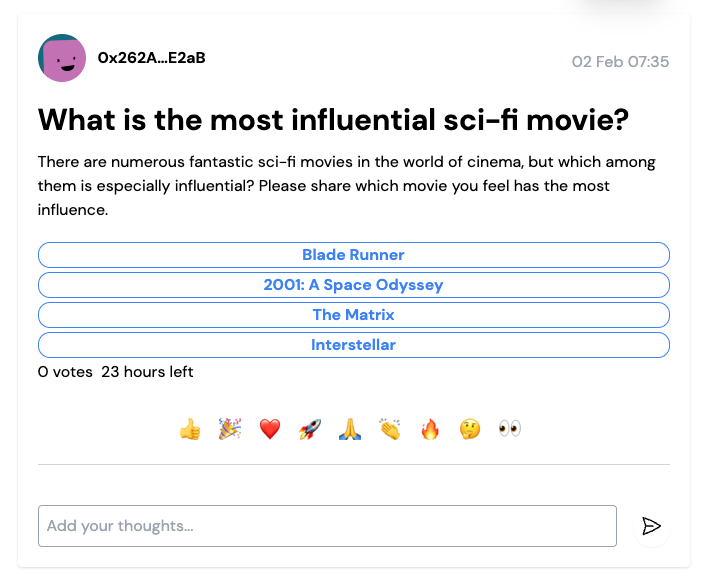 0x262A...E2aB
02 Feb 07:35
What is the most influential sci-fi movie?
There are numerous fantastic sci-fi movies in the world of cinema, but which among
them is especially influential? Please share which movie you feel has the most
influence.
Blade Runner
2001: A Space Odyssey
The Matrix
Interstellar
0 votes 23 hours left
Add your thoughts...